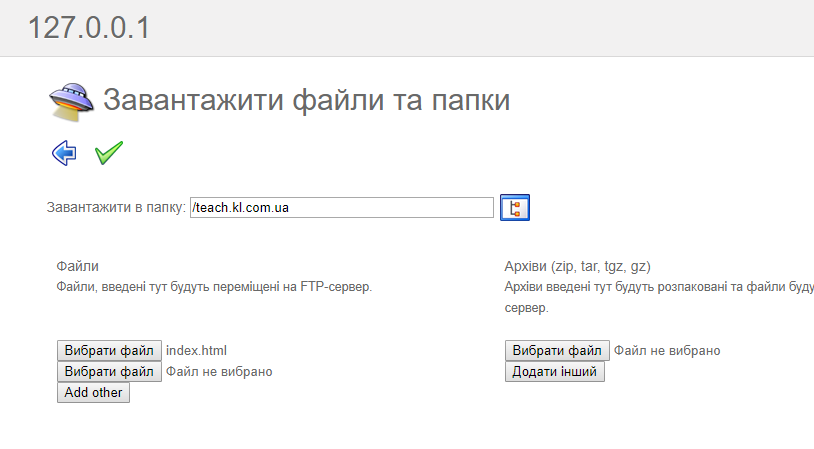 127.0.0.1
Завантажити файли та папки
Завантажити в папку: /teach.kl.com.ua
Файли
Файли, введені тут будуть переміщені на FTP-сервер.
Вибрати файл index.html
Вибрати файл Файл не вибрано
Add other
Архіви (zip, tar, tgz, gz)
Архіви введені тут будуть розпаковані та файли буду
сервер.
Вибрати файл Файл не вибрано
Додати інший